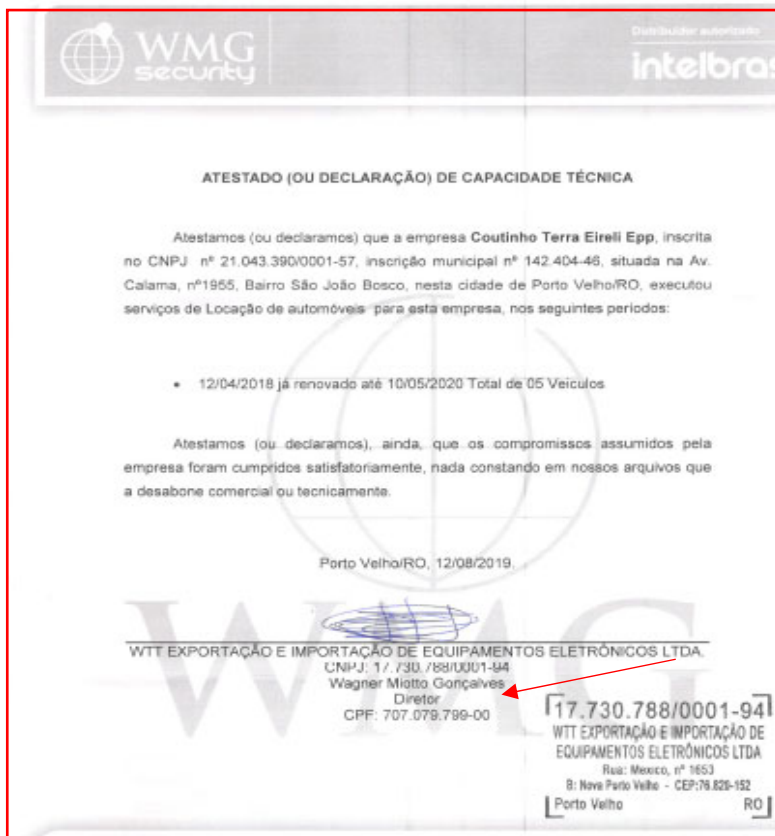 WMG
security
Distribuidor autorizado
intelbras
ATESTADO (OU DECLARAÇÃO) DE CAPACIDADE TÉCNICA
Atestamos (ou declaramos) que a empresa Coutinho Terra Eireli Epp, inscrita
no CNPJ nº 21.043.390/0001-57, inscrição municipal nº 142.404-46, situada na Av.
Calama, nº1955, Bairro São João Bosco, nesta cidade de Porto Velho/RO, executou
serviços de Locação de automóveis para esta empresa, nos seguintes períodos:
• 12/04/2018 já renovado até 10/05/2020 Total de 05 Veículos
Atestamos (ou declaramos), ainda, que os compromissos assumidos pela
empresa foram cumpridos satisfatoriamente, nada constando em nossos arquivos que
a desabone comercial ou tecnicamente.
Porto Velho/RO, 12/08/2019.
WTT EXPORTAÇÃO E IMPORTAÇÃO DE EQUIPAMENTOS ELETRÔNICOS LTDA.
CNPJ: 17.730.788/0001-94
Wagner Miotto Gonçalves
Diretor
CPF: 707.079.799-00
WMG
17.730.788/0001-94
WTT EXPORTAÇÃO E IMPORTAÇÃO DE
EQUIPAMENTOS ELETRÔNICOS LTDA
Rua: Mexico, nº 1653
B: Nova Porto Velho - CEP:76.820-152
Porto Velho RO